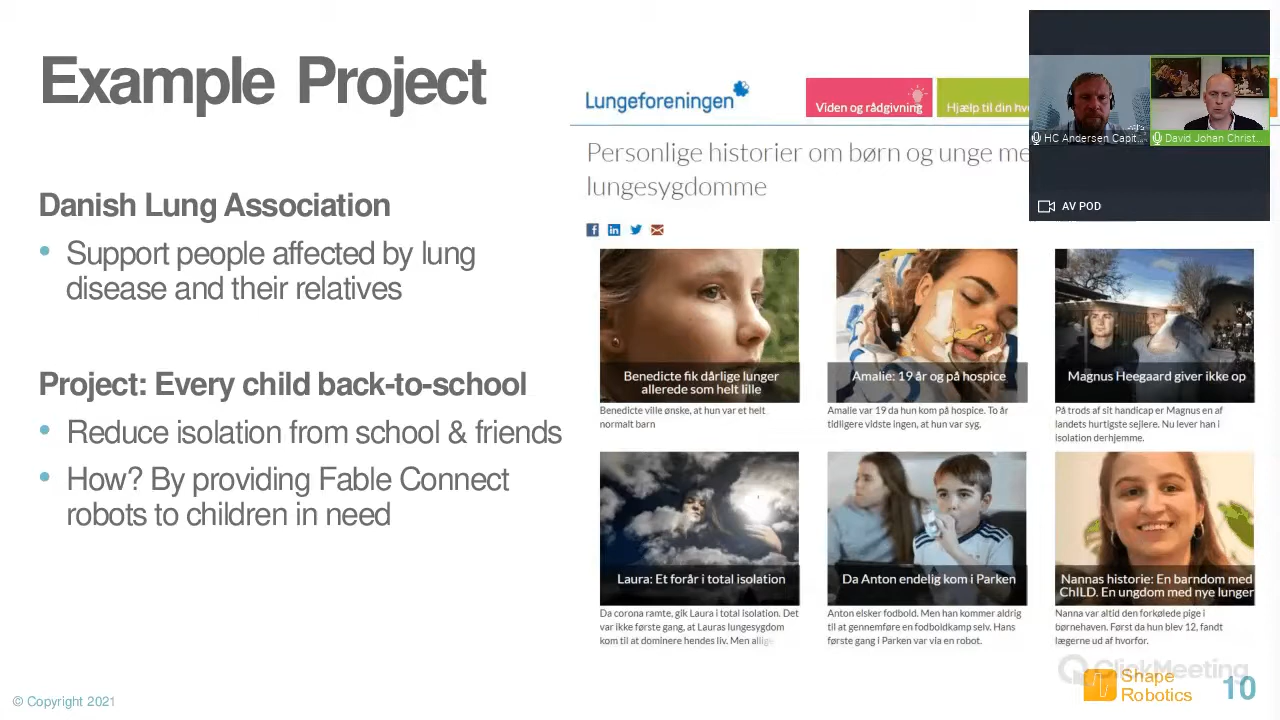 Example Project
Danish Lung Association
• Support people affected by lung
disease and their relatives
Project: Every child back-to-school
• Reduce isolation from school & friends
• How? By providing Fable Connect
robots to children in need
Lungeforeningen
Viden og rådgivning
Hjælp til din
Personlige historier om børn og unge
lungesygdomme
Benedicte fik dårlige lunger
allerede som helt lille
Benedicte ville ønske, at hun var et helt
normalt barn
Amalie: 19 år og på hospice
Amalie var 19 da hun kom på hospice. To år
tidligere vidste ingen, at hun var syg.
Magnus Heegaard giver ikke op
På trods af sit handicap er Magnus en af
landets hurtigste sejlere. Nu lever han i
isolation derhjemme.
Laura: Et forår i total isolation
Da corona ramte, gik Laura i total isolation. Det
var ikke første gang, at Lauras lungesygdom
kom til at dominere hendes liv. Men
Da Anton endelig kom i Parken
Anton elsker fodbold. Men han kommer aldrig
til at gennemføre en fodboldkamp selv. Hans
første gang i Parken var via en robot.
Nannas historie: En barndom med
ChILD. En ungdom med nye lunger
Nanna var altid den forkølede pige i
børnehaven. Først da hun blev 12, fandt
lægerne ud af hvorfor.
HC Andersen Capit...
David Johan Christ...
AV POD
ClickMeeting
Shape
Robotics
10
© Copyright 2021